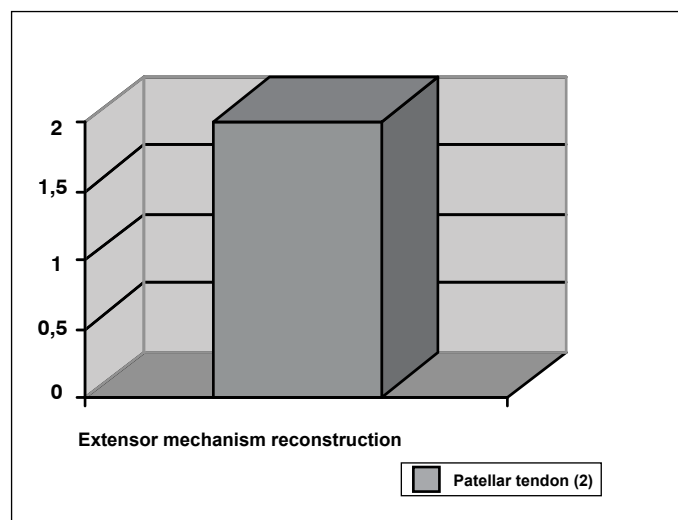 2
1,5
1
0,5
0
Extensor mechanism reconstruction
Patellar tendon (2)